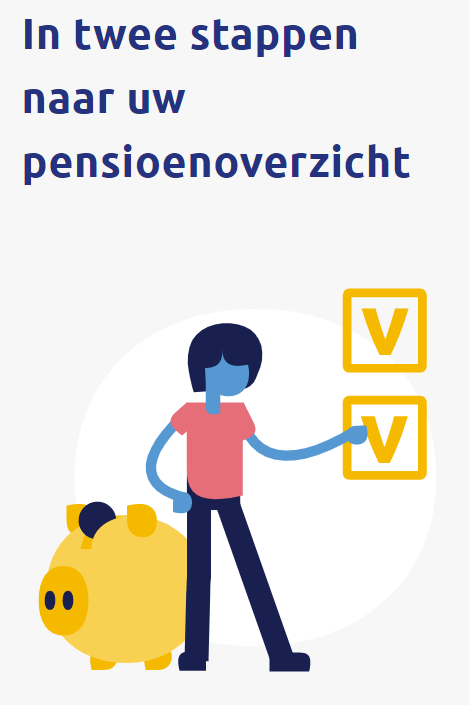 In twee stappen
naar uw
pensioenoverzicht
V
V